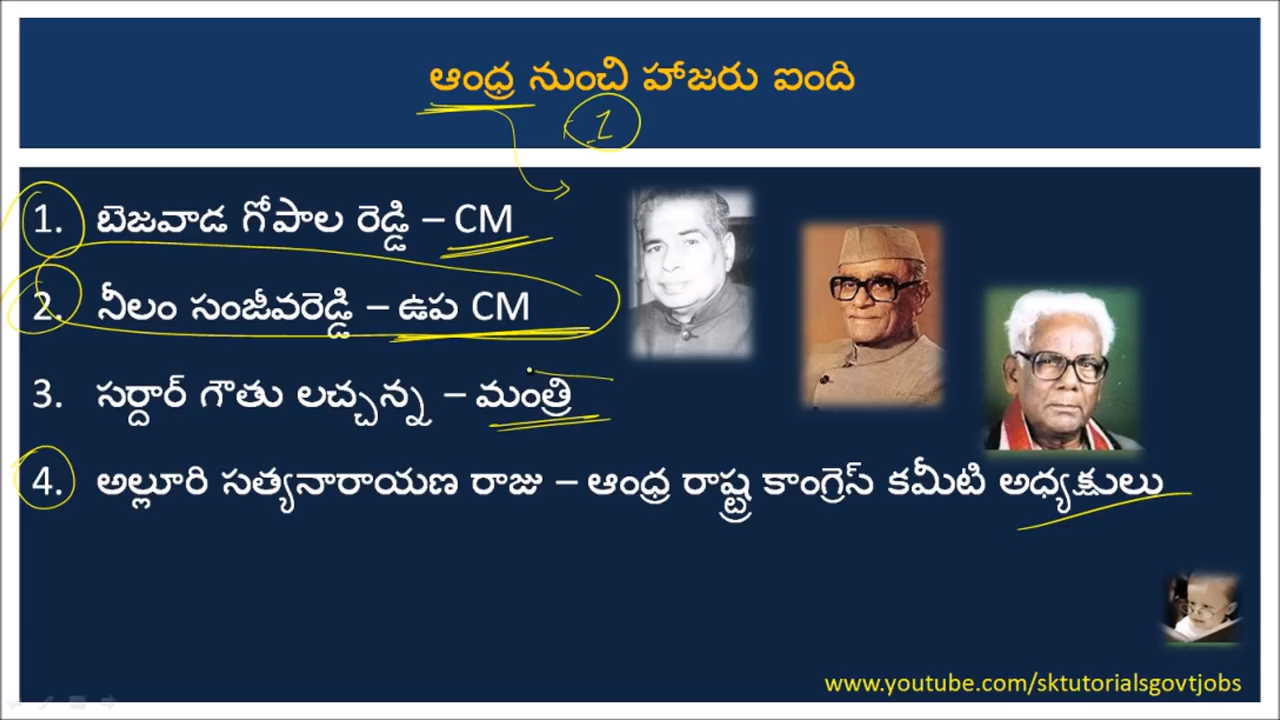 ఆంధ్ర నుంచి హాజరు ఐంది
1
1. బెజవాడ గోపాల రెడ్డి – CM
2. నీలం సంజీవరెడ్డి – ఉప CM
3. సర్దార్ గౌతు లచ్చన్న – మంత్రి
4. అల్లూరి సత్యనారాయణ రాజు – ఆంధ్ర రాష్ట్ర కాంగ్రెస్ కమీటి అధ్యక్షులు
www.youtube.com/sktutorialsgovtjobs